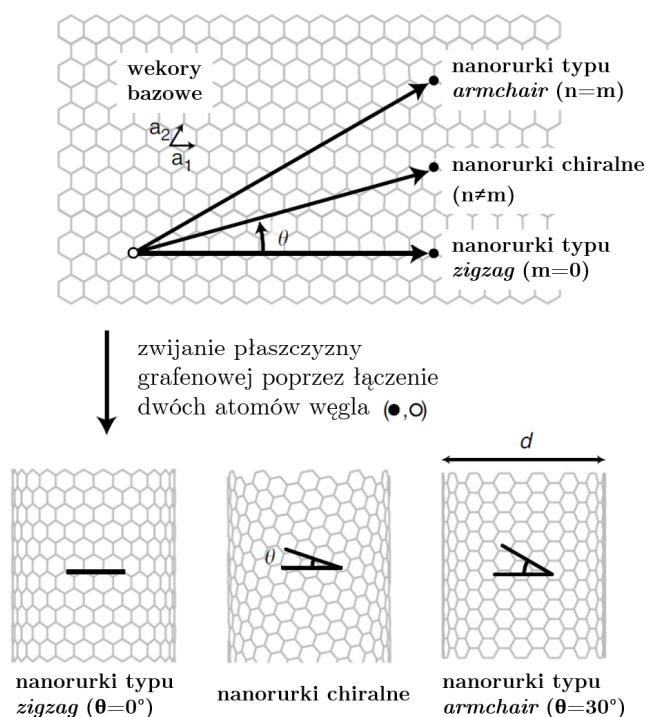 wekory
bazowe
a₂
a₁
nanorurki typu
armchair (n=m)
nanorurki chiralne
(n≠m)
θ
nanorurki typu
zigzag (m=0)
zwijanie płaszczyzny
grafenowej poprzez łączenie
dwóch atomów węgla (●,○)
d
θ
nanorurki typu
zigzag (θ=0°)
nanorurki chiralne
nanorurki typu
armchair (θ=30°)